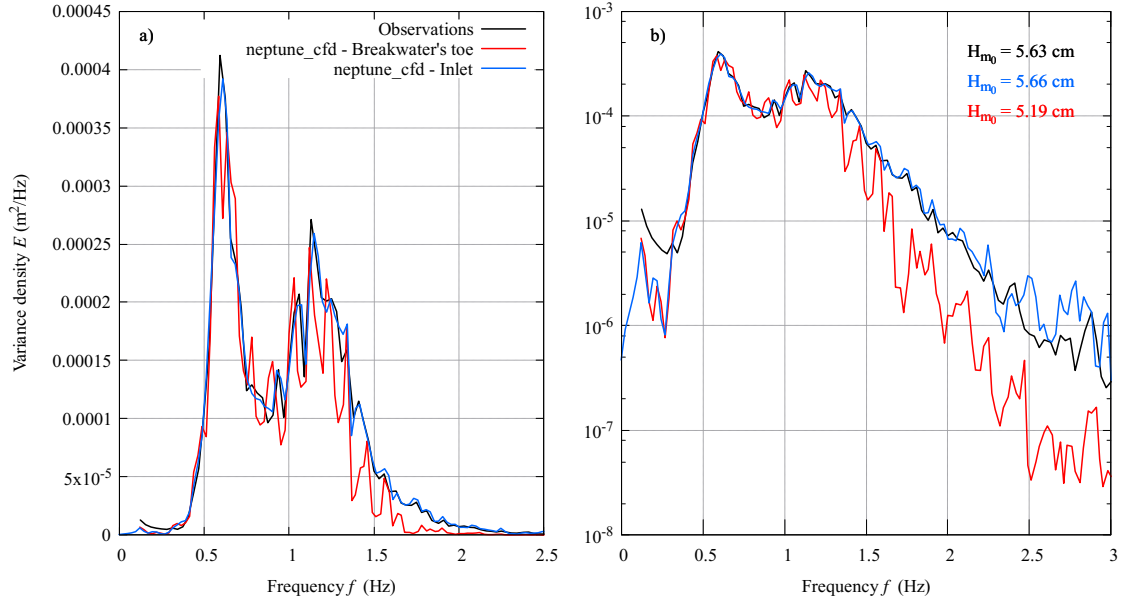 a)
Observations
neptune_cfd - Breakwater's toe
neptune_cfd - Inlet
Variance density E (m²/Hz)
0.00045
0.0004
0.00035
0.0003
0.00025
0.0002
0.00015
0.0001
5x10⁻⁵
0
0 0.5 1 1.5 2 2.5
Frequency f (Hz)
b)
H_m₀ = 5.63 cm
H_m₀ = 5.66 cm
H_m₀ = 5.19 cm
10⁻³
10⁻⁴
10⁻⁵
10⁻⁶
10⁻⁷
10⁻⁸
0 0.5 1 1.5 2 2.5 3
Frequency f (Hz)